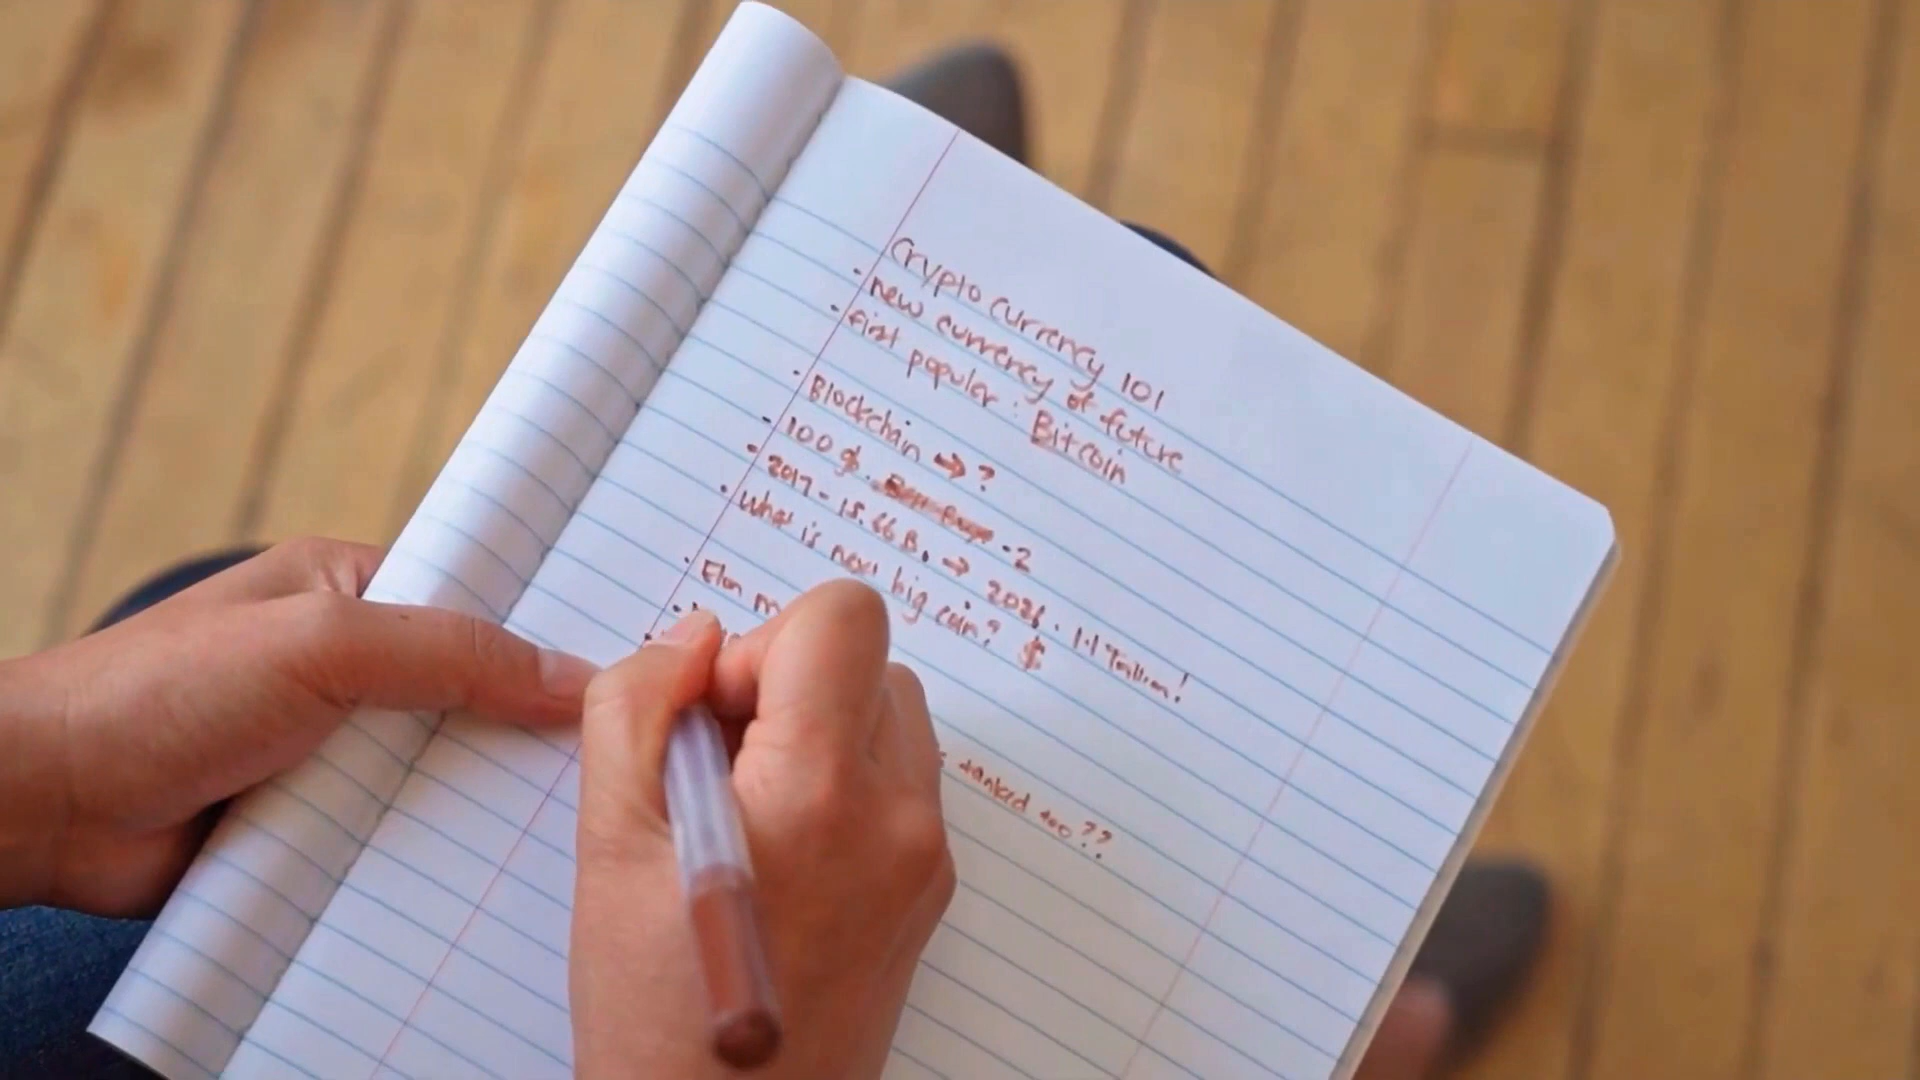 Crypto currency 101
• new currency of future
• first popular : Bitcoin
• Blockchain → ?
• 100 $. -2
• 2017 - 15.66 B. → 2021. 1.1 Trillion!
• What is next big coin? $
• Elon m
tanked too??